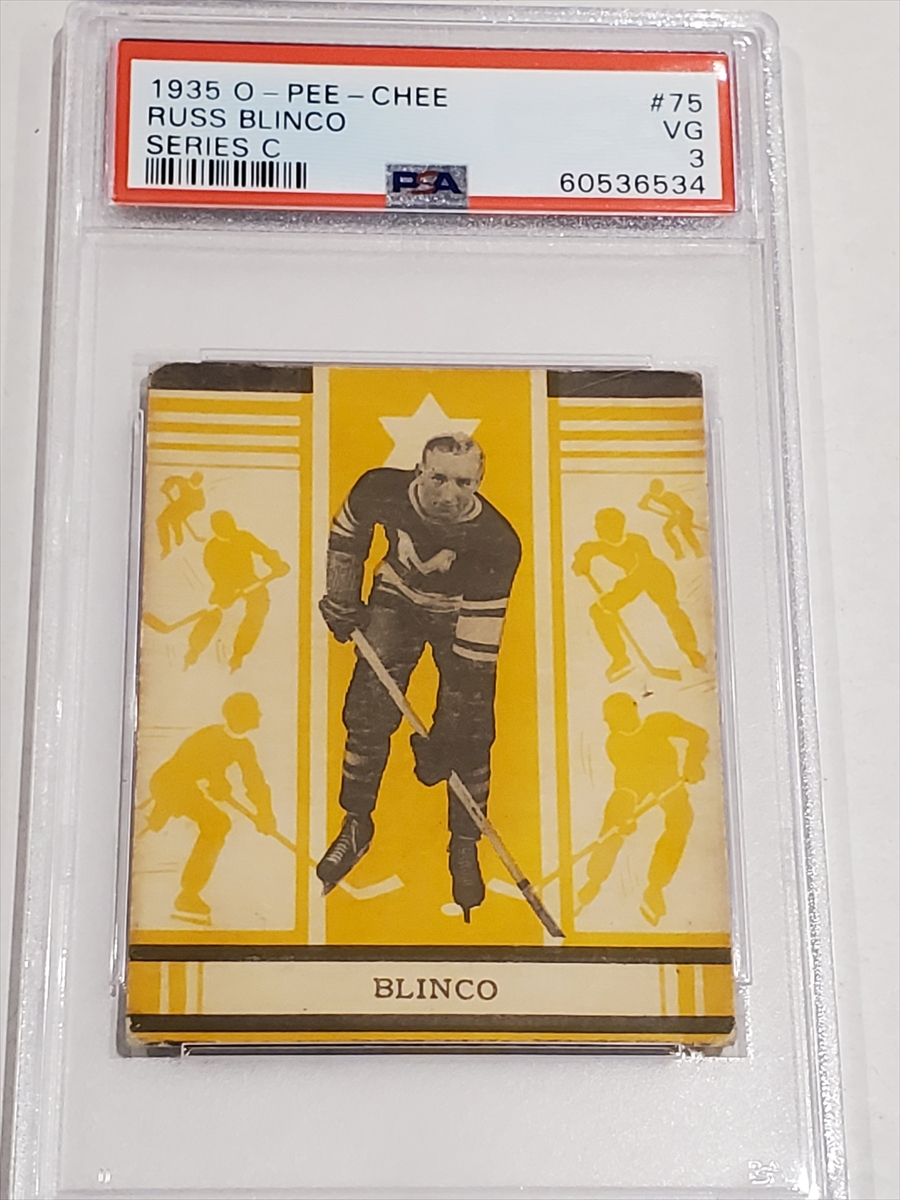 1935 O-PEE-CHEE #75
RUSS BLINCO VG
SERIES C 3
PSA 60536534
M
BLINCO